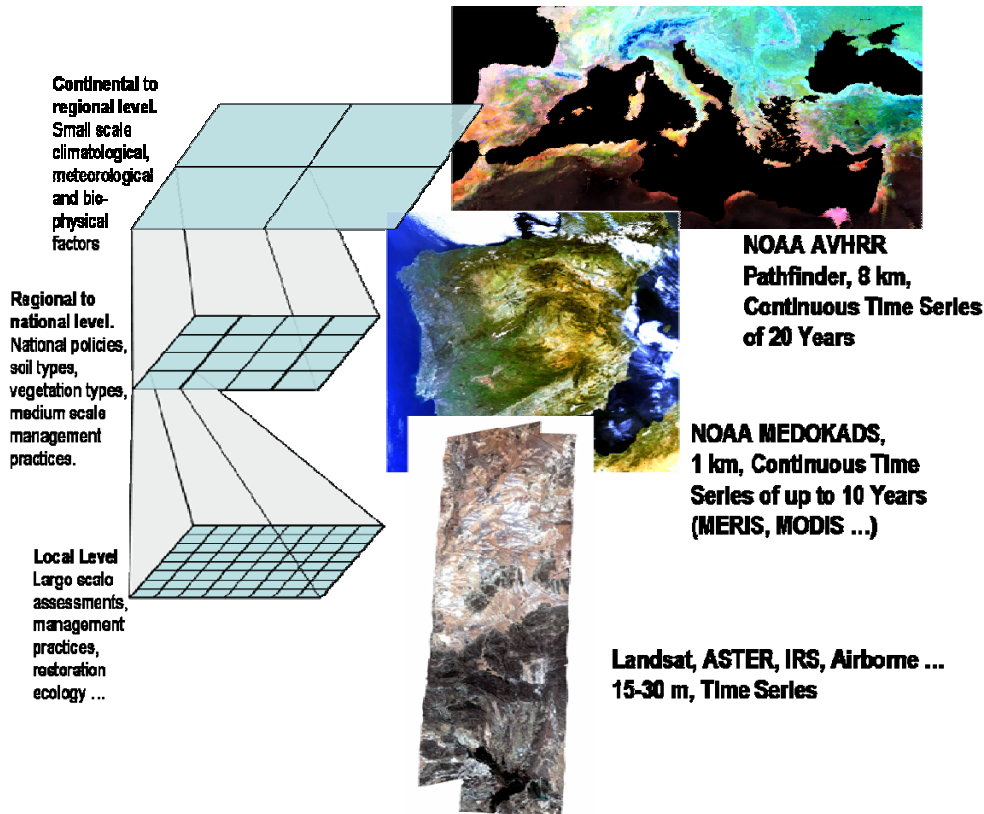 Continental to
regional level.
Small scale
climatological,
meteorological
and bio-
physical
factors
NOAA AVHRR
Pathfinder, 8 km,
Continuous Time Series
of 20 Years
Regional to
national level.
National policies,
soil types,
vegetation types,
medium scale
management
practices.
NOAA MEDOKADS,
1 km, Continuous Time
Series of up to 10 Years
(MERIS, MODIS ...)
Local Level
Large scale
assessments,
management
practices,
restoration
ecology ...
Landsat, ASTER, IRS, Airborne ...
15-30 m, Time Series